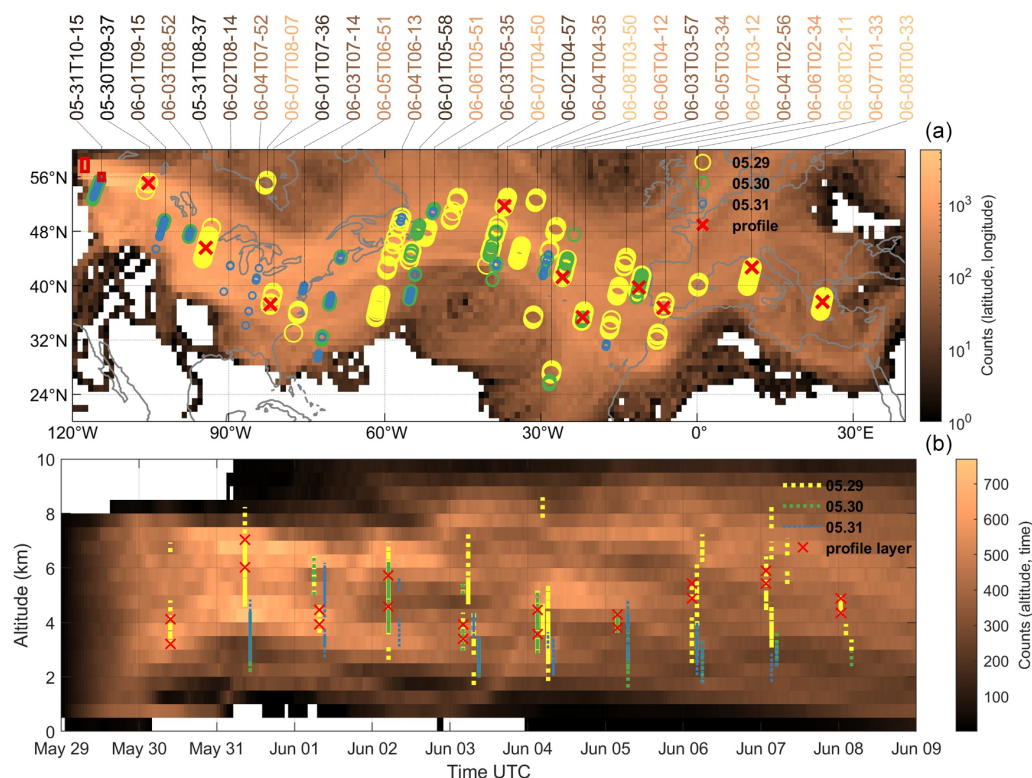 05-31T10-15
05-30T09-37
06-01T09-15
06-03T08-52
05-31T08-37
06-02T08-14
06-04T07-52
06-07T08-07
06-01T07-36
06-03T07-14
06-05T06-51
06-04T06-13
06-01T05-58
06-06T05-51
06-03T05-35
06-07T04-50
06-02T04-57
06-04T04-35
06-08T03-50
06-06T04-12
06-03T03-57
06-05T03-34
06-07T03-12
06-04T02-56
06-06T02-34
06-08T02-11
06-07T01-33
06-08T00-33
(a)
56°N
48°N
40°N
32°N
24°N
120°W
90°W
60°W
30°W
0°
30°E
05.29
05.30
05.31
profile
10³
10²
10¹
10⁰
Counts (latitude, longitude)
(b)
10
8
6
4
2
0
Altitude (km)
May 29
May 30
May 31
Jun 01
Jun 02
Jun 03
Jun 04
Jun 05
Jun 06
Jun 07
Jun 08
Jun 09
Time UTC
05.29
05.30
05.31
profile layer
700
600
500
400
300
200
100
Counts (altitude, time)